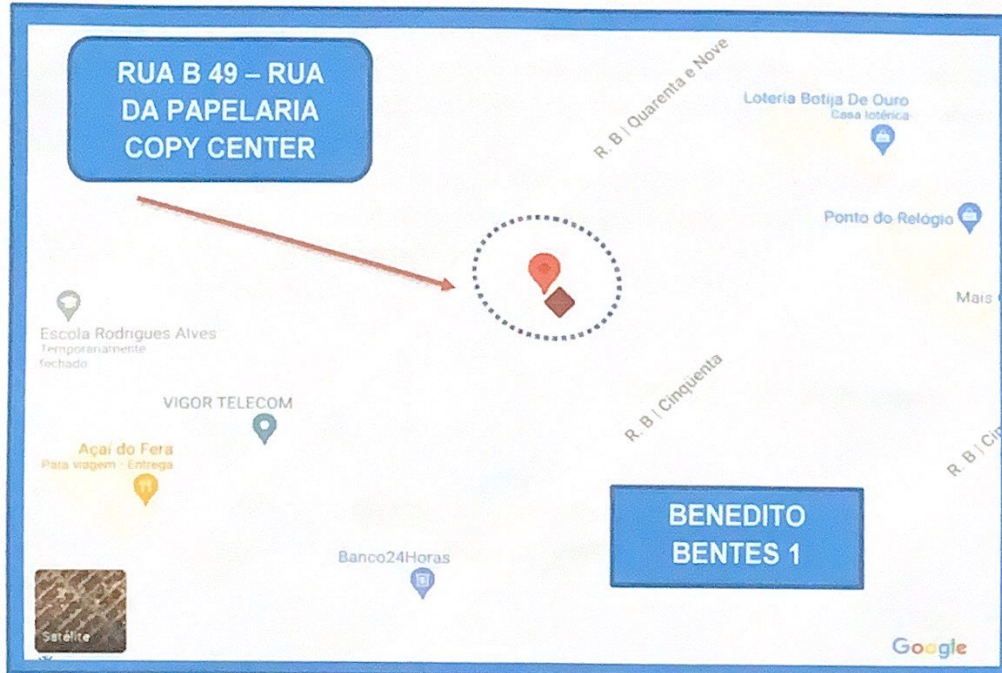 RUA B 49 – RUA
DA PAPELARIA
COPY CENTER
R. B | Quarenta e Nove
Loteria Botija De Ouro
Casa lotérica
Ponto do Relógio
Mais
Escola Rodrigues Alves
Temporariamente
fechado
VIGOR TELECOM
R. B | Cinqüenta
Açaí do Fera
Para viagem · Entrega
R. B |
BENEDITO
BENTES 1
Banco24Horas
Satélite
Google